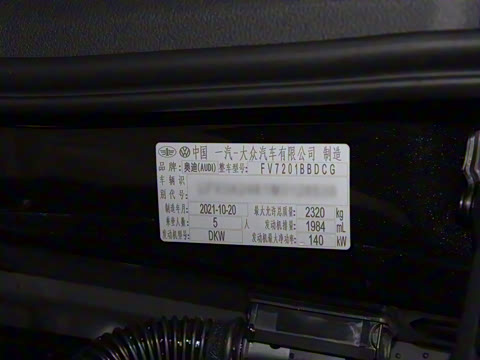 中国 一汽-大众汽车有限公司 制造
品牌: 奥迪(AUDI) 整车型号: FV7201BBDCG
车辆识
别代号:
制造年月: 2021-10-20 最大允许总质量: 2320 kg
乘坐人数: 5 人 发动机排量: 1984 mL
发动机型号: DKW 发动机最大净功率: 140 kW